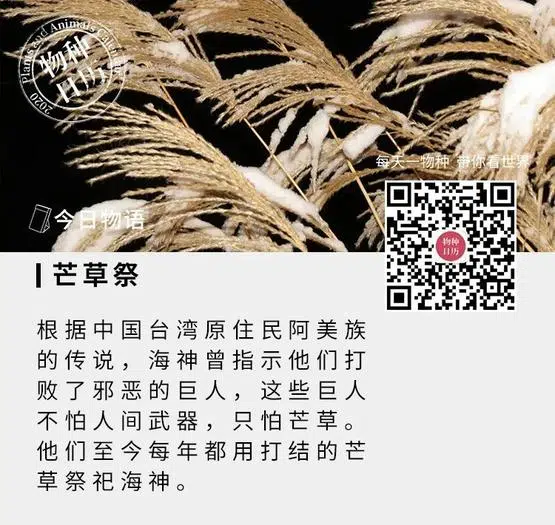 Plants and Animals Calendar
物种
日历
2020
每天一物种 带你看世界
物种
日历
今日物语
芒草祭
根据中国台湾原住民阿美族
的传说，海神曾指示他们打
败了邪恶的巨人，这些巨人
不怕人间武器，只怕芒草。
他们至今每年都用打结的芒
草祭祀海神。